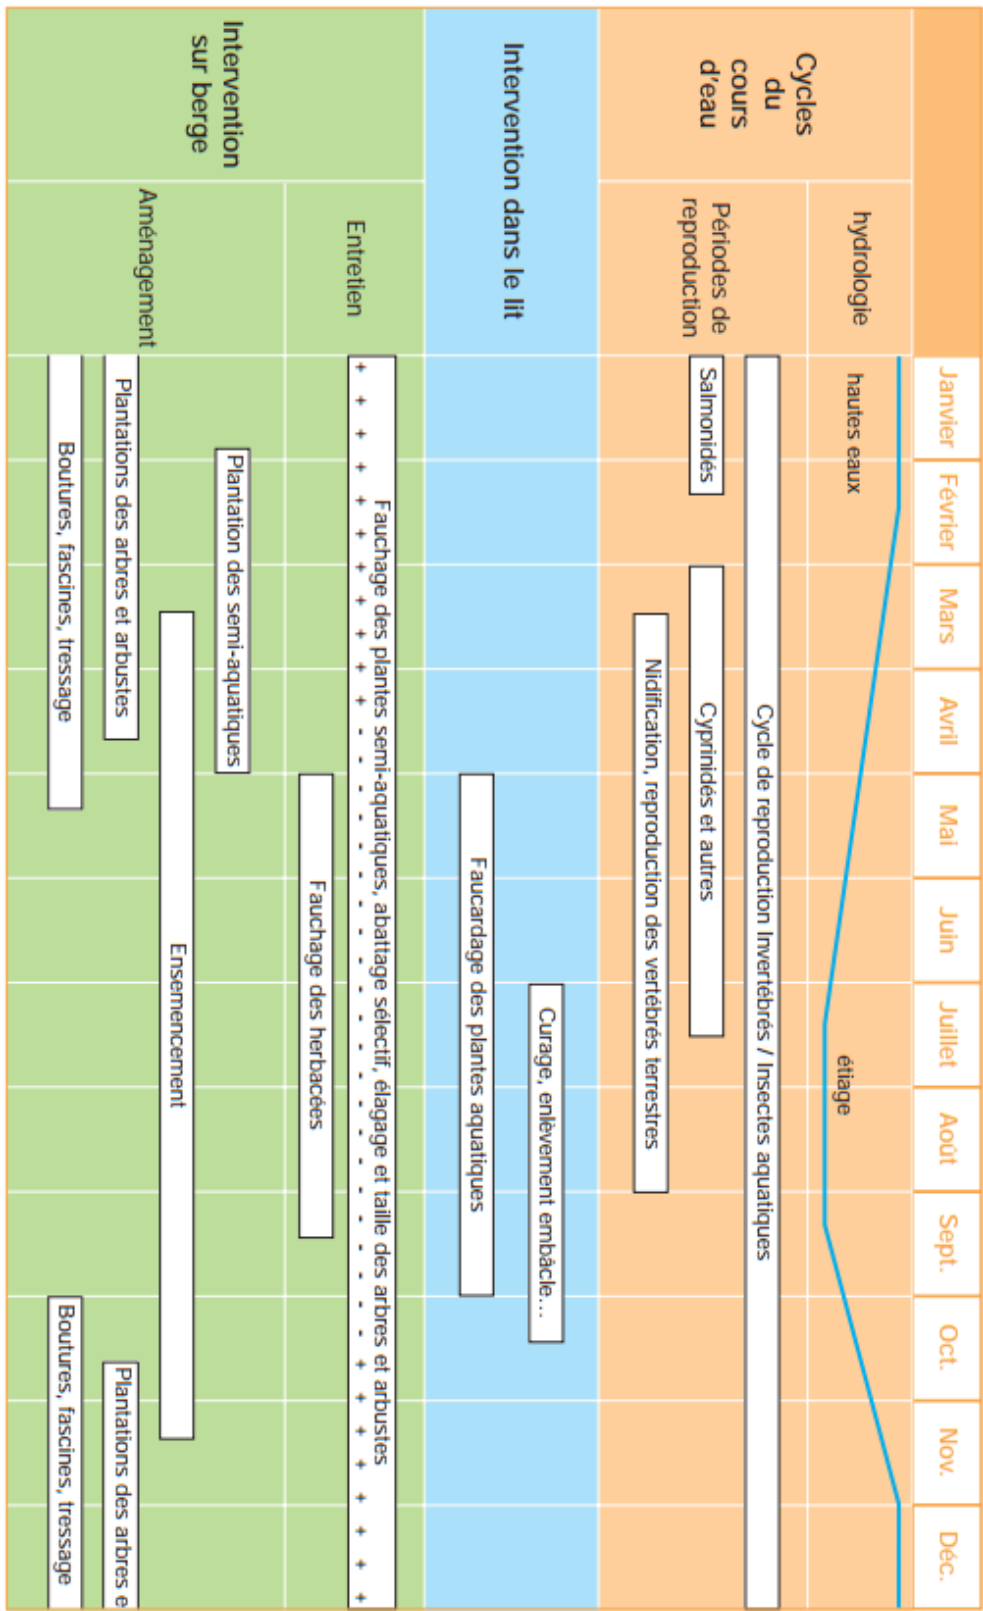 Janvier
Février
Mars
Avril
Mai
Juin
Juillet
Août
Sept.
Oct.
Nov.
Déc.
Cycles
du
cours
d'eau
hydrologie
hautes eaux
étiage
Périodes de
reproduction
Cycle de reproduction Invertébrés / Insectes aquatiques
Salmonidés
Cyprinidés et autres
Nidification, reproduction des vertébrés terrestres
Intervention dans le lit
Curage, enlèvement embâcle...
Faucardage des plantes aquatiques
Intervention
sur berge
Entretien
Fauchage des plantes semi-aquatiques, abattage sélectif, élagage et taille des arbres et arbustes
+ + + + + + + + + + + - - - - - - - - - - - - - - - - - - - + + + + + + + +
Fauchage des herbacées
Aménagement
Plantation des semi-aquatiques
Ensemencement
Plantations des arbres et arbustes
Plantations des arbres e
Boutures, fascines, tressage
Boutures, fascines, tressage